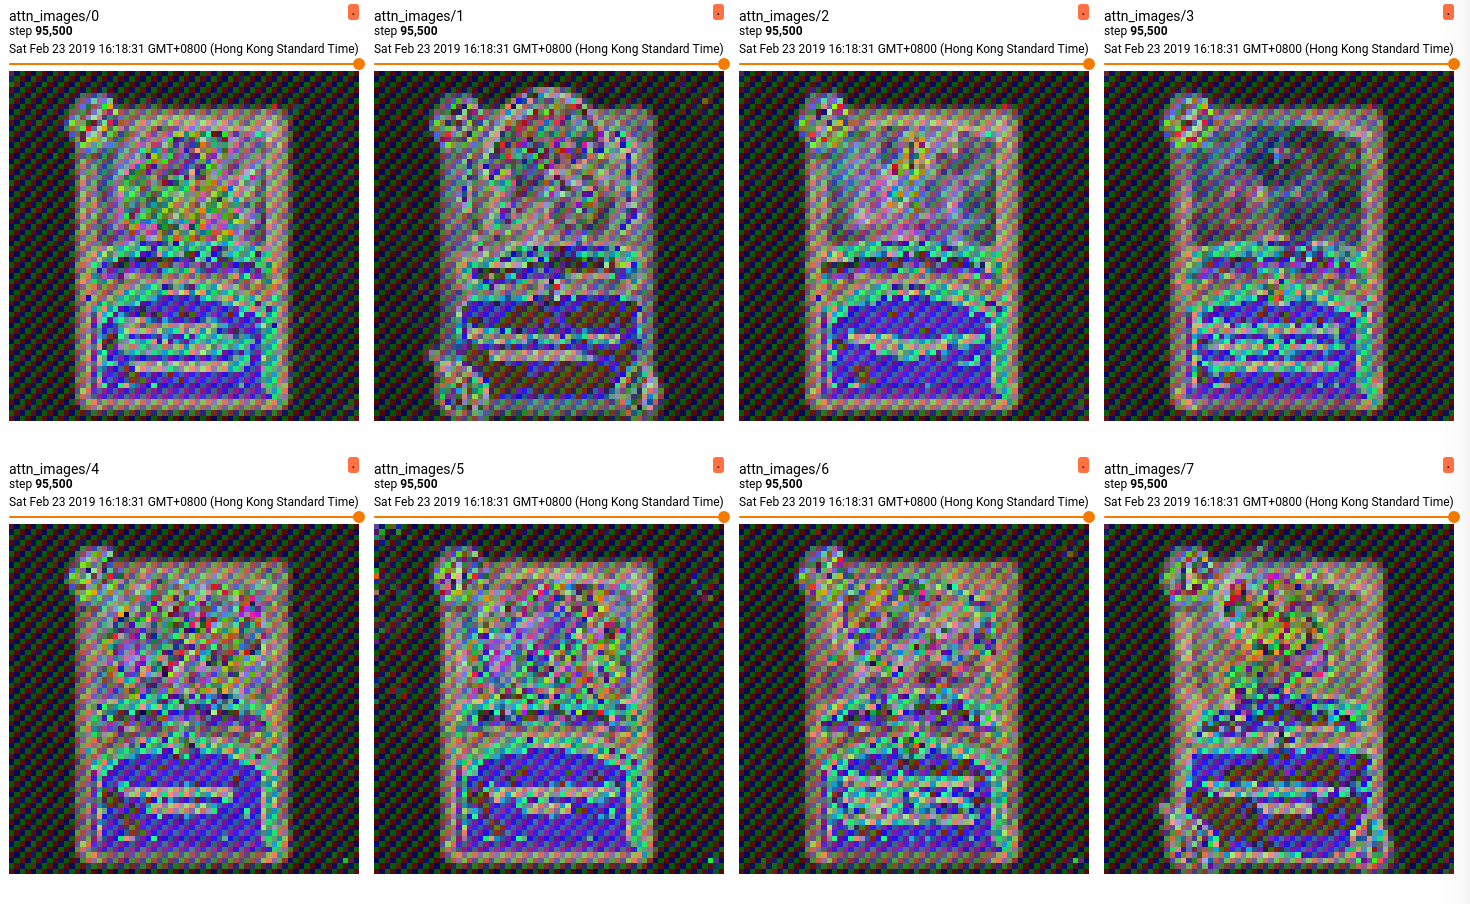 attn_images/0
step 95,500
Sat Feb 23 2019 16:18:31 GMT+0800 (Hong Kong Standard Time)
attn_images/1
step 95,500
Sat Feb 23 2019 16:18:31 GMT+0800 (Hong Kong Standard Time)
attn_images/2
step 95,500
Sat Feb 23 2019 16:18:31 GMT+0800 (Hong Kong Standard Time)
attn_images/3
step 95,500
Sat Feb 23 2019 16:18:31 GMT+0800 (Hong Kong Standard Time)
attn_images/4
step 95,500
Sat Feb 23 2019 16:18:31 GMT+0800 (Hong Kong Standard Time)
attn_images/5
step 95,500
Sat Feb 23 2019 16:18:31 GMT+0800 (Hong Kong Standard Time)
attn_images/6
step 95,500
Sat Feb 23 2019 16:18:31 GMT+0800 (Hong Kong Standard Time)
attn_images/7
step 95,500
Sat Feb 23 2019 16:18:31 GMT+0800 (Hong Kong Standard Time)